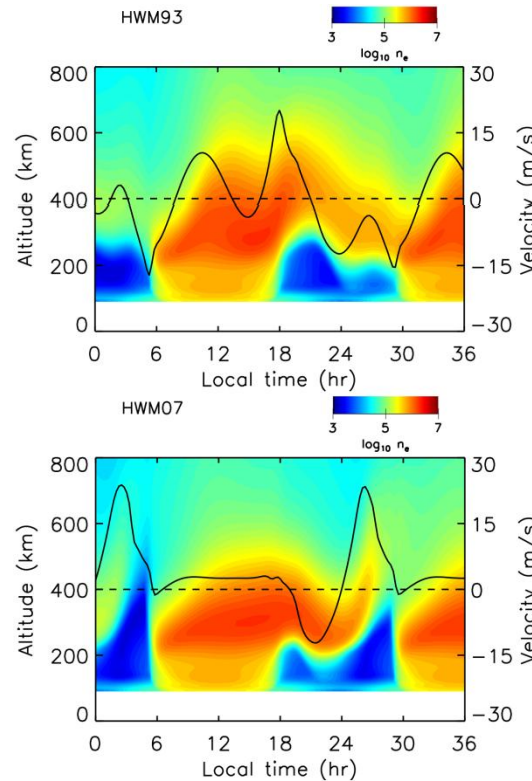 HWM93
3 5 7
log₁₀ nₑ
800
600
400
200
0
Altitude (km)
30
15
0
−15
−30
Velocity (m/s)
0 6 12 18 24 30 36
Local time (hr)
HWM07
3 5 7
log₁₀ nₑ
800
600
400
200
0
Altitude (km)
30
15
0
−15
−30
Velocity (m/s)
0 6 12 18 24 30 36
Local time (hr)